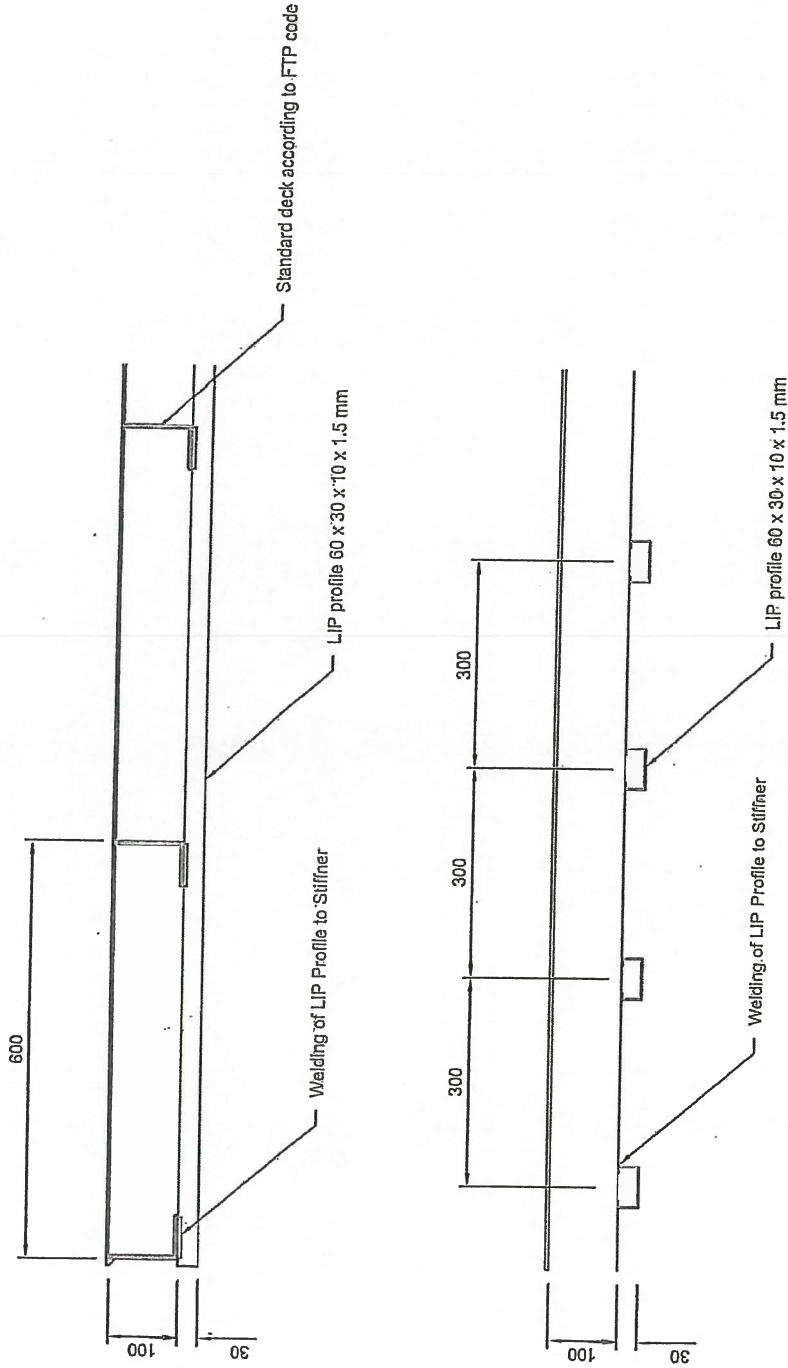 600
Standard deck according to FTP code
100
30
Welding of LIP Profile to Stiffner
LIP profile 60 x 30 x 10 x 1.5 mm
300
300
300
100
30
Welding of LIP Profile to Stiffner
LIP profile 60 x 30 x 10 x 1.5 mm